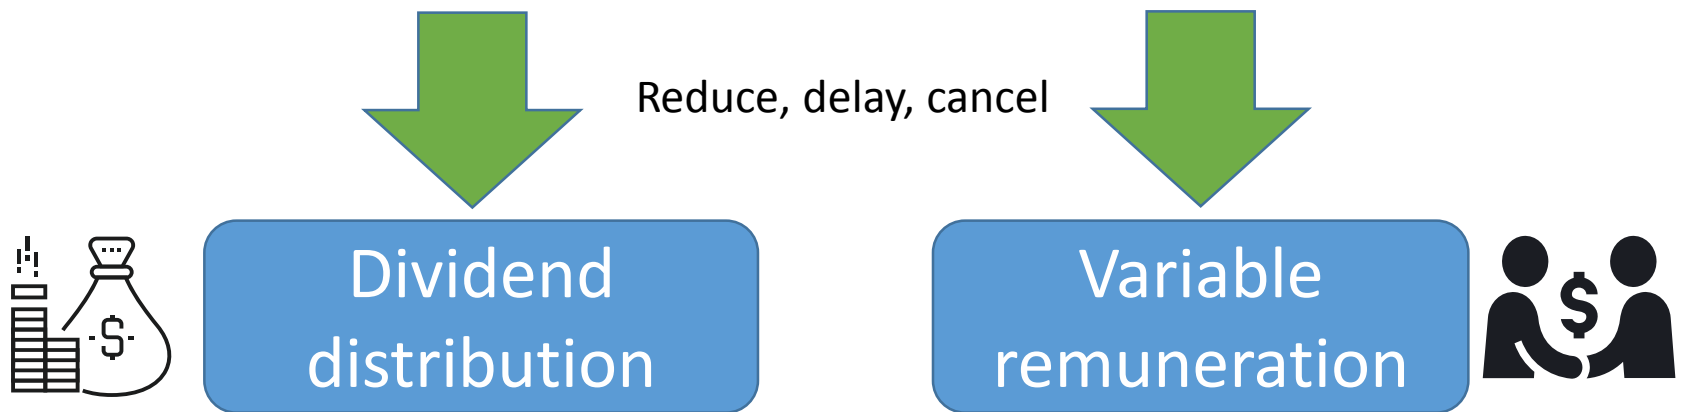 Reduce, delay, cancel
Dividend
distribution
Variable
remuneration
$
$